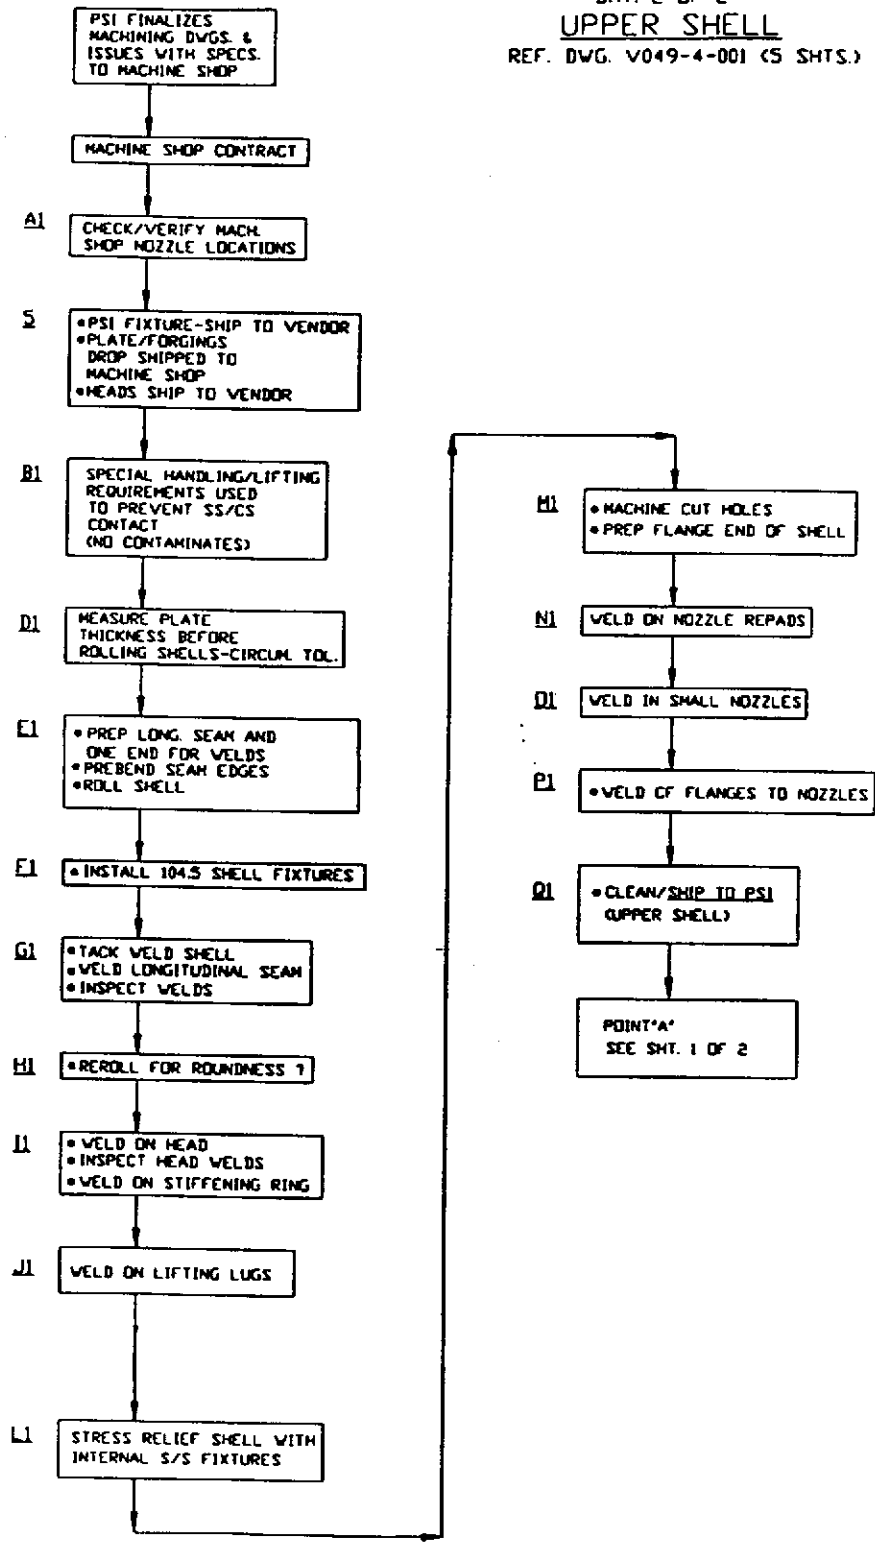 UPPER SHELL
REF. DWG. V049-4-001 (5 SHTS.)
PSI FINALIZES
MACHINING DWGS. &
ISSUES WITH SPECS.
TO MACHINE SHOP
MACHINE SHOP CONTRACT
A1
CHECK/VERIFY MACH.
SHOP NOZZLE LOCATIONS
5
•PSI FIXTURE-SHIP TO VENDOR
•PLATE/FORGINGS
DROP SHIPPED TO
MACHINE SHOP
•HEADS SHIP TO VENDOR
B1
SPECIAL HANDLING/LIFTING
REQUIREMENTS USED
TO PREVENT SS/CS
CONTACT
(NO CONTAMINATES)
D1
MEASURE PLATE
THICKNESS BEFORE
ROLLING SHELLS-CIRCUM. TOL.
E1
•PREP LONG. SEAM AND
ONE END FOR WELDS
•PREBEND SEAM EDGES
•ROLL SHELL
F1
•INSTALL 104.5 SHELL FIXTURES
G1
•TACK WELD SHELL
•WELD LONGITUDINAL SEAM
•INSPECT WELDS
H1
•REROLL FOR ROUNDNESS ?
I1
•WELD ON HEAD
•INSPECT HEAD WELDS
•WELD ON STIFFENING RING
J1
WELD ON LIFTING LUGS
L1
STRESS RELIEF SHELL WITH
INTERNAL S/S FIXTURES
M1
•MACHINE CUT HOLES
•PREP FLANGE END OF SHELL
N1
WELD ON NOZZLE REPADS
O1
WELD IN SMALL NOZZLES
P1
•WELD CF FLANGES TO NOZZLES
Q1
•CLEAN/SHIP TO PSI
(UPPER SHELL)
POINT"A"
SEE SHT. 1 OF 2